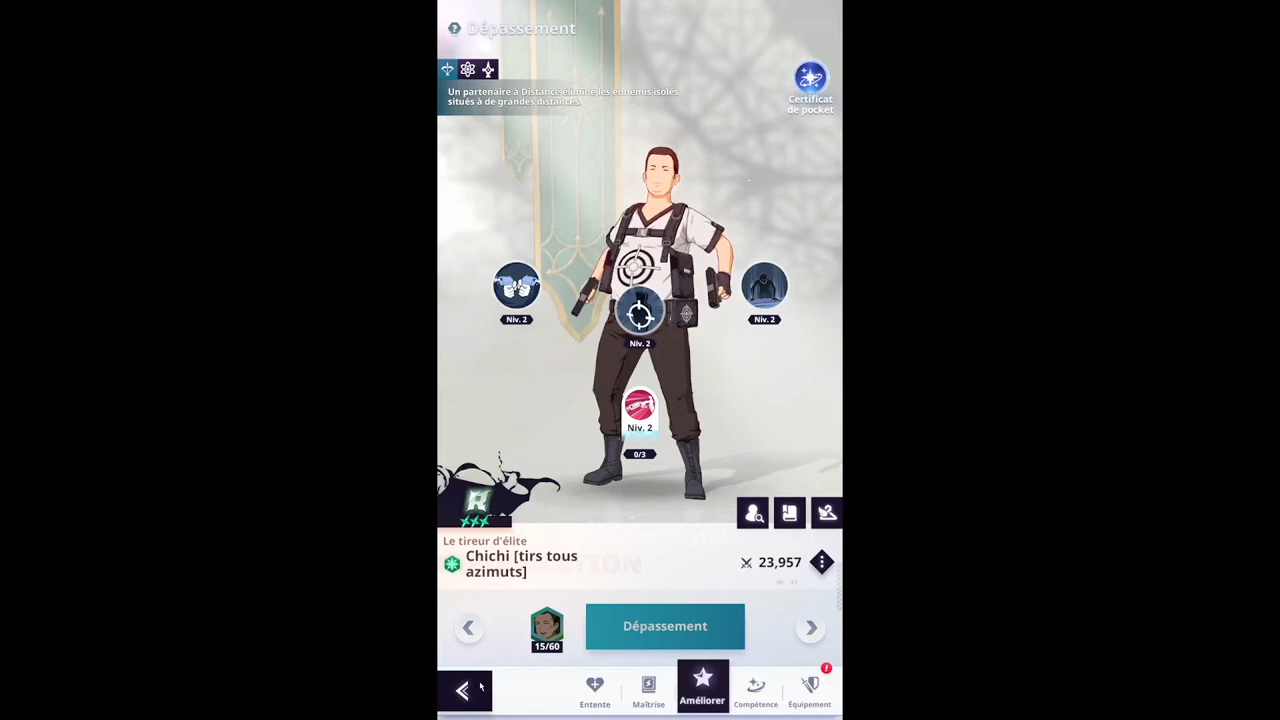 Dépassement
Un partenaire à Distance élimine les ennemis isolés
situés à de grandes distances.
Certificat
de pocket
Niv. 2
Niv. 2
Niv. 2
Niv. 2
0/3
R
Le tireur d'élite
Chichi [tirs tous
azimuts]
23,957
15/60
Dépassement
Entente
Maîtrise
Améliorer
Compétence
Équipement